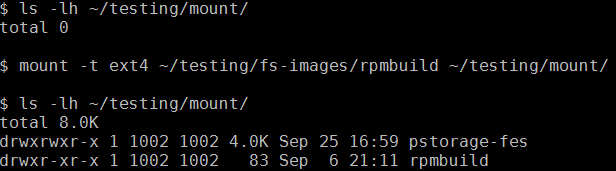 $ ls -lh ~/testing/mount/
total 0
$ mount -t ext4 ~/testing/fs-images/rpmbuild ~/testing/mount/
$ ls -lh ~/testing/mount/
total 8.0K
drwxrwxr-x 1 1002 1002 4.0K Sep 25 16:59 pstorage-fes
drwxr-xr-x 1 1002 1002   83 Sep  6 21:11 rpmbuild